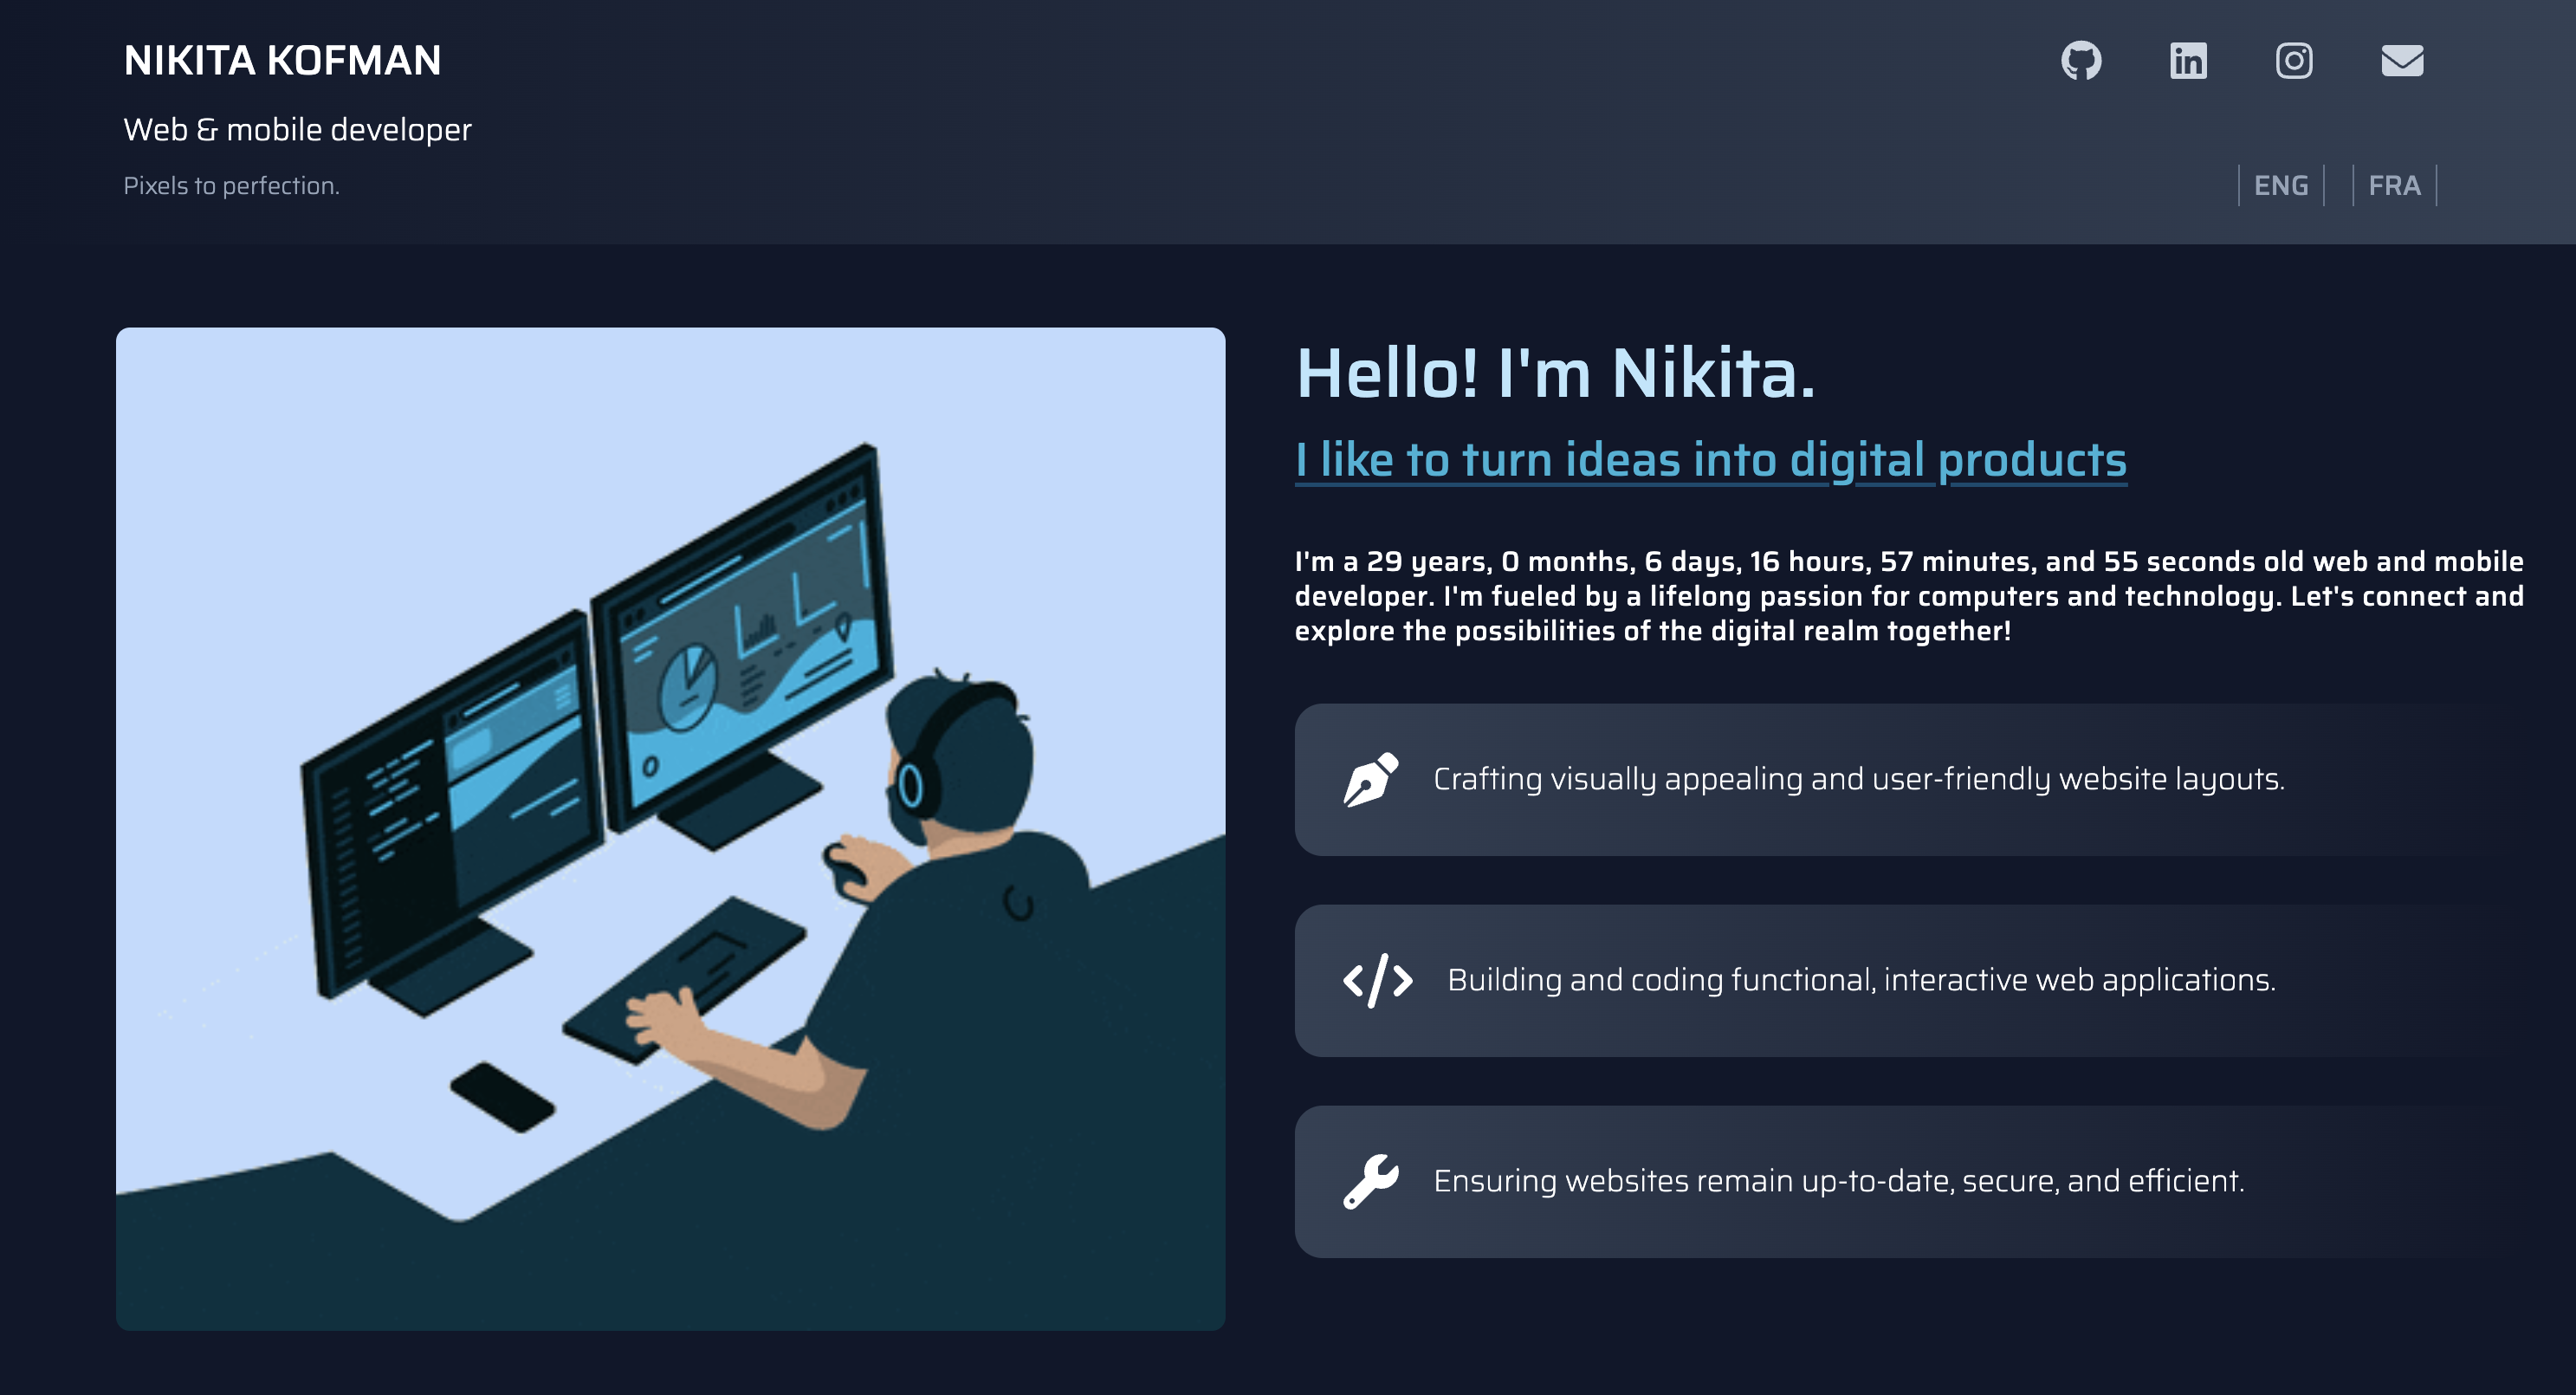 NIKITA KOFMAN
Web & mobile developer
Pixels to perfection.
ENG
FRA
Hello! I'm Nikita.
I like to turn ideas into digital products
I'm a 29 years, 0 months, 6 days, 16 hours, 57 minutes, and 55 seconds old web and mobile
developer. I'm fueled by a lifelong passion for computers and technology. Let's connect and
explore the possibilities of the digital realm together!
Crafting visually appealing and user-friendly website layouts.
Building and coding functional, interactive web applications.
Ensuring websites remain up-to-date, secure, and efficient.